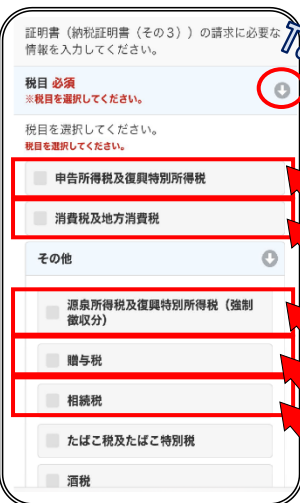 証明書（納税証明書（その３））の請求に必要な
情報を入力してください。
税目 必須
※税目を選択してください。
税目を選択してください。
税目を選択してください。
申告所得税及復興特別所得税
消費税及地方消費税
その他
源泉所得税及復興特別所得税（強制
徴収分）
贈与税
相続税
たばこ税及たばこ特別税
酒税